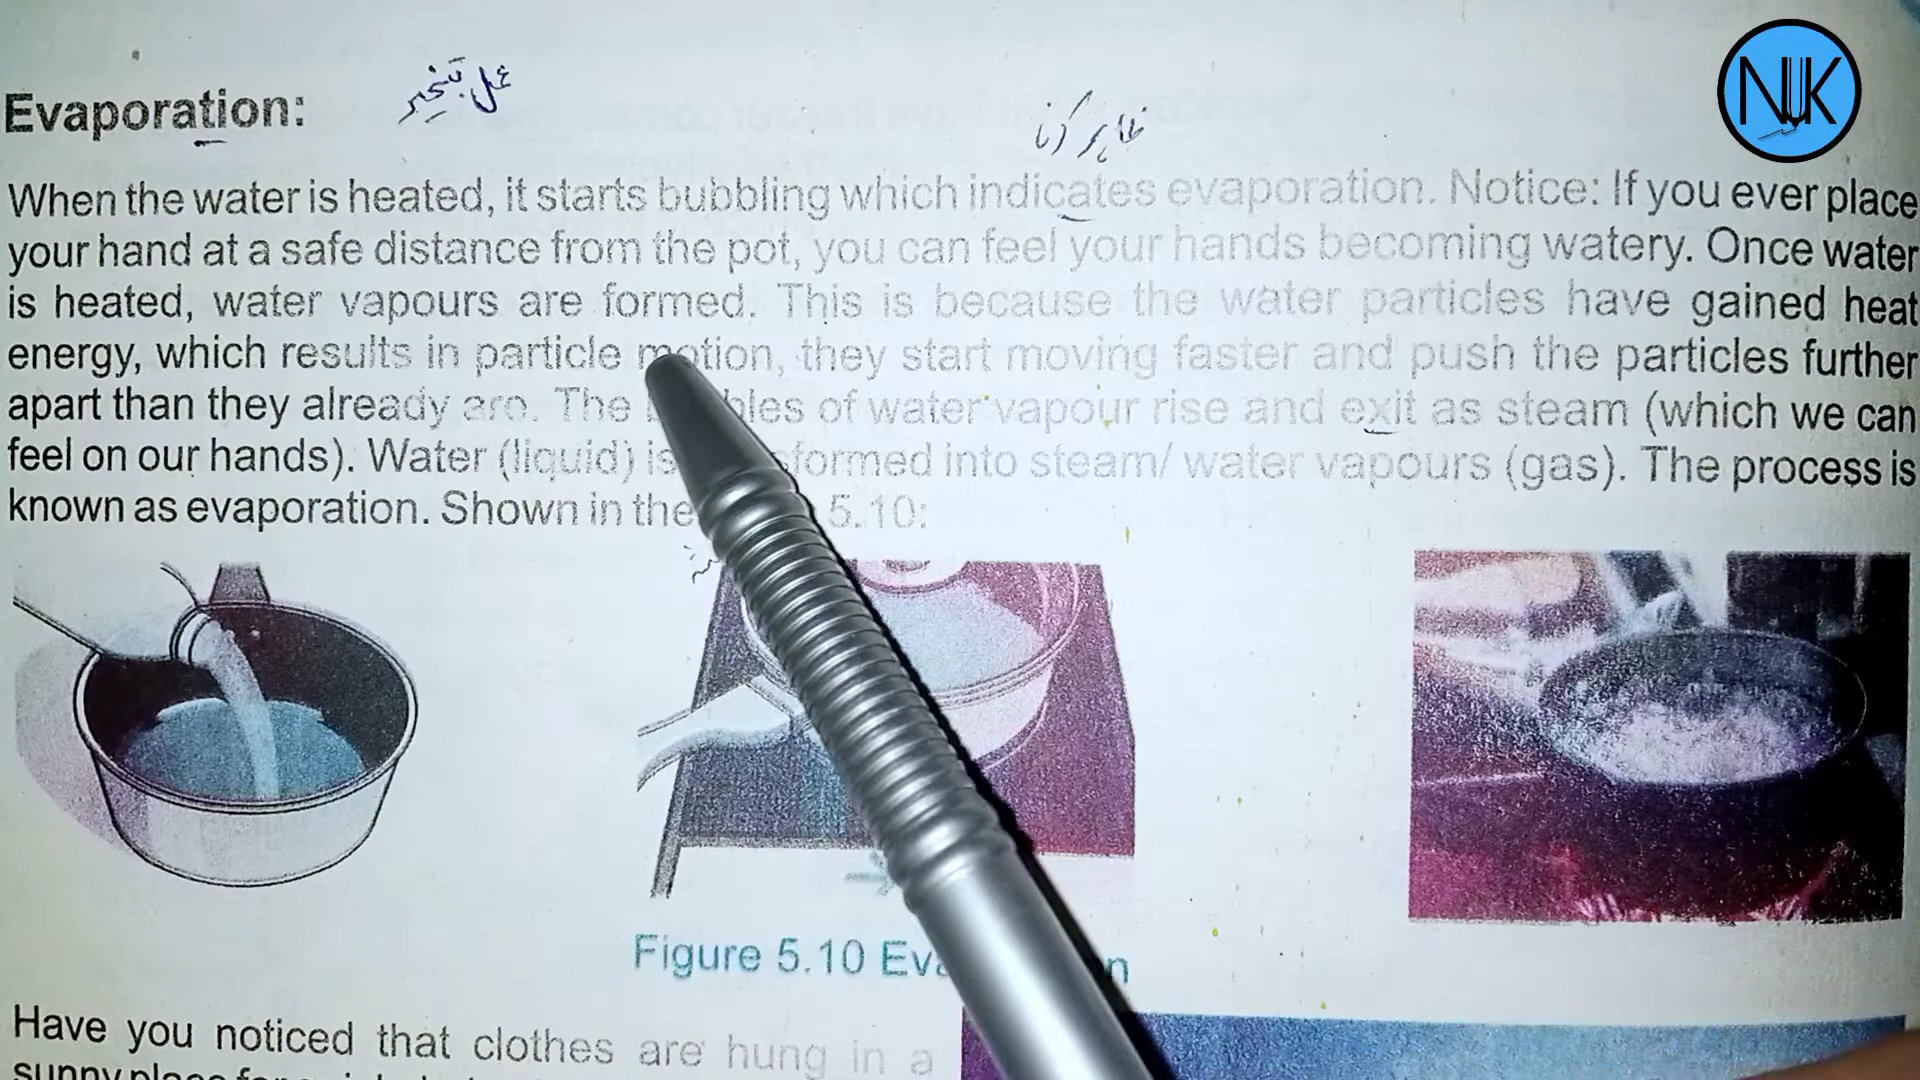 NK
Evaporation: عمل تبخیر
ظاہر کرنا
When the water is heated, it starts bubbling which indicates evaporation. Notice: If you ever place
your hand at a safe distance from the pot, you can feel your hands becoming watery. Once water
is heated, water vapours are formed. This is because the water particles have gained heat
energy, which results in particle motion, they start moving faster and push the particles further
apart than they already are. The of water vapour rise and exit as steam (which we can
feel on our hands). Water (liquid) is into steam/ water vapours (gas). The process is
known as evaporation. Shown in the 5.10:
Figure 5.10
Have you noticed that clothes are hung in a
sunny place for